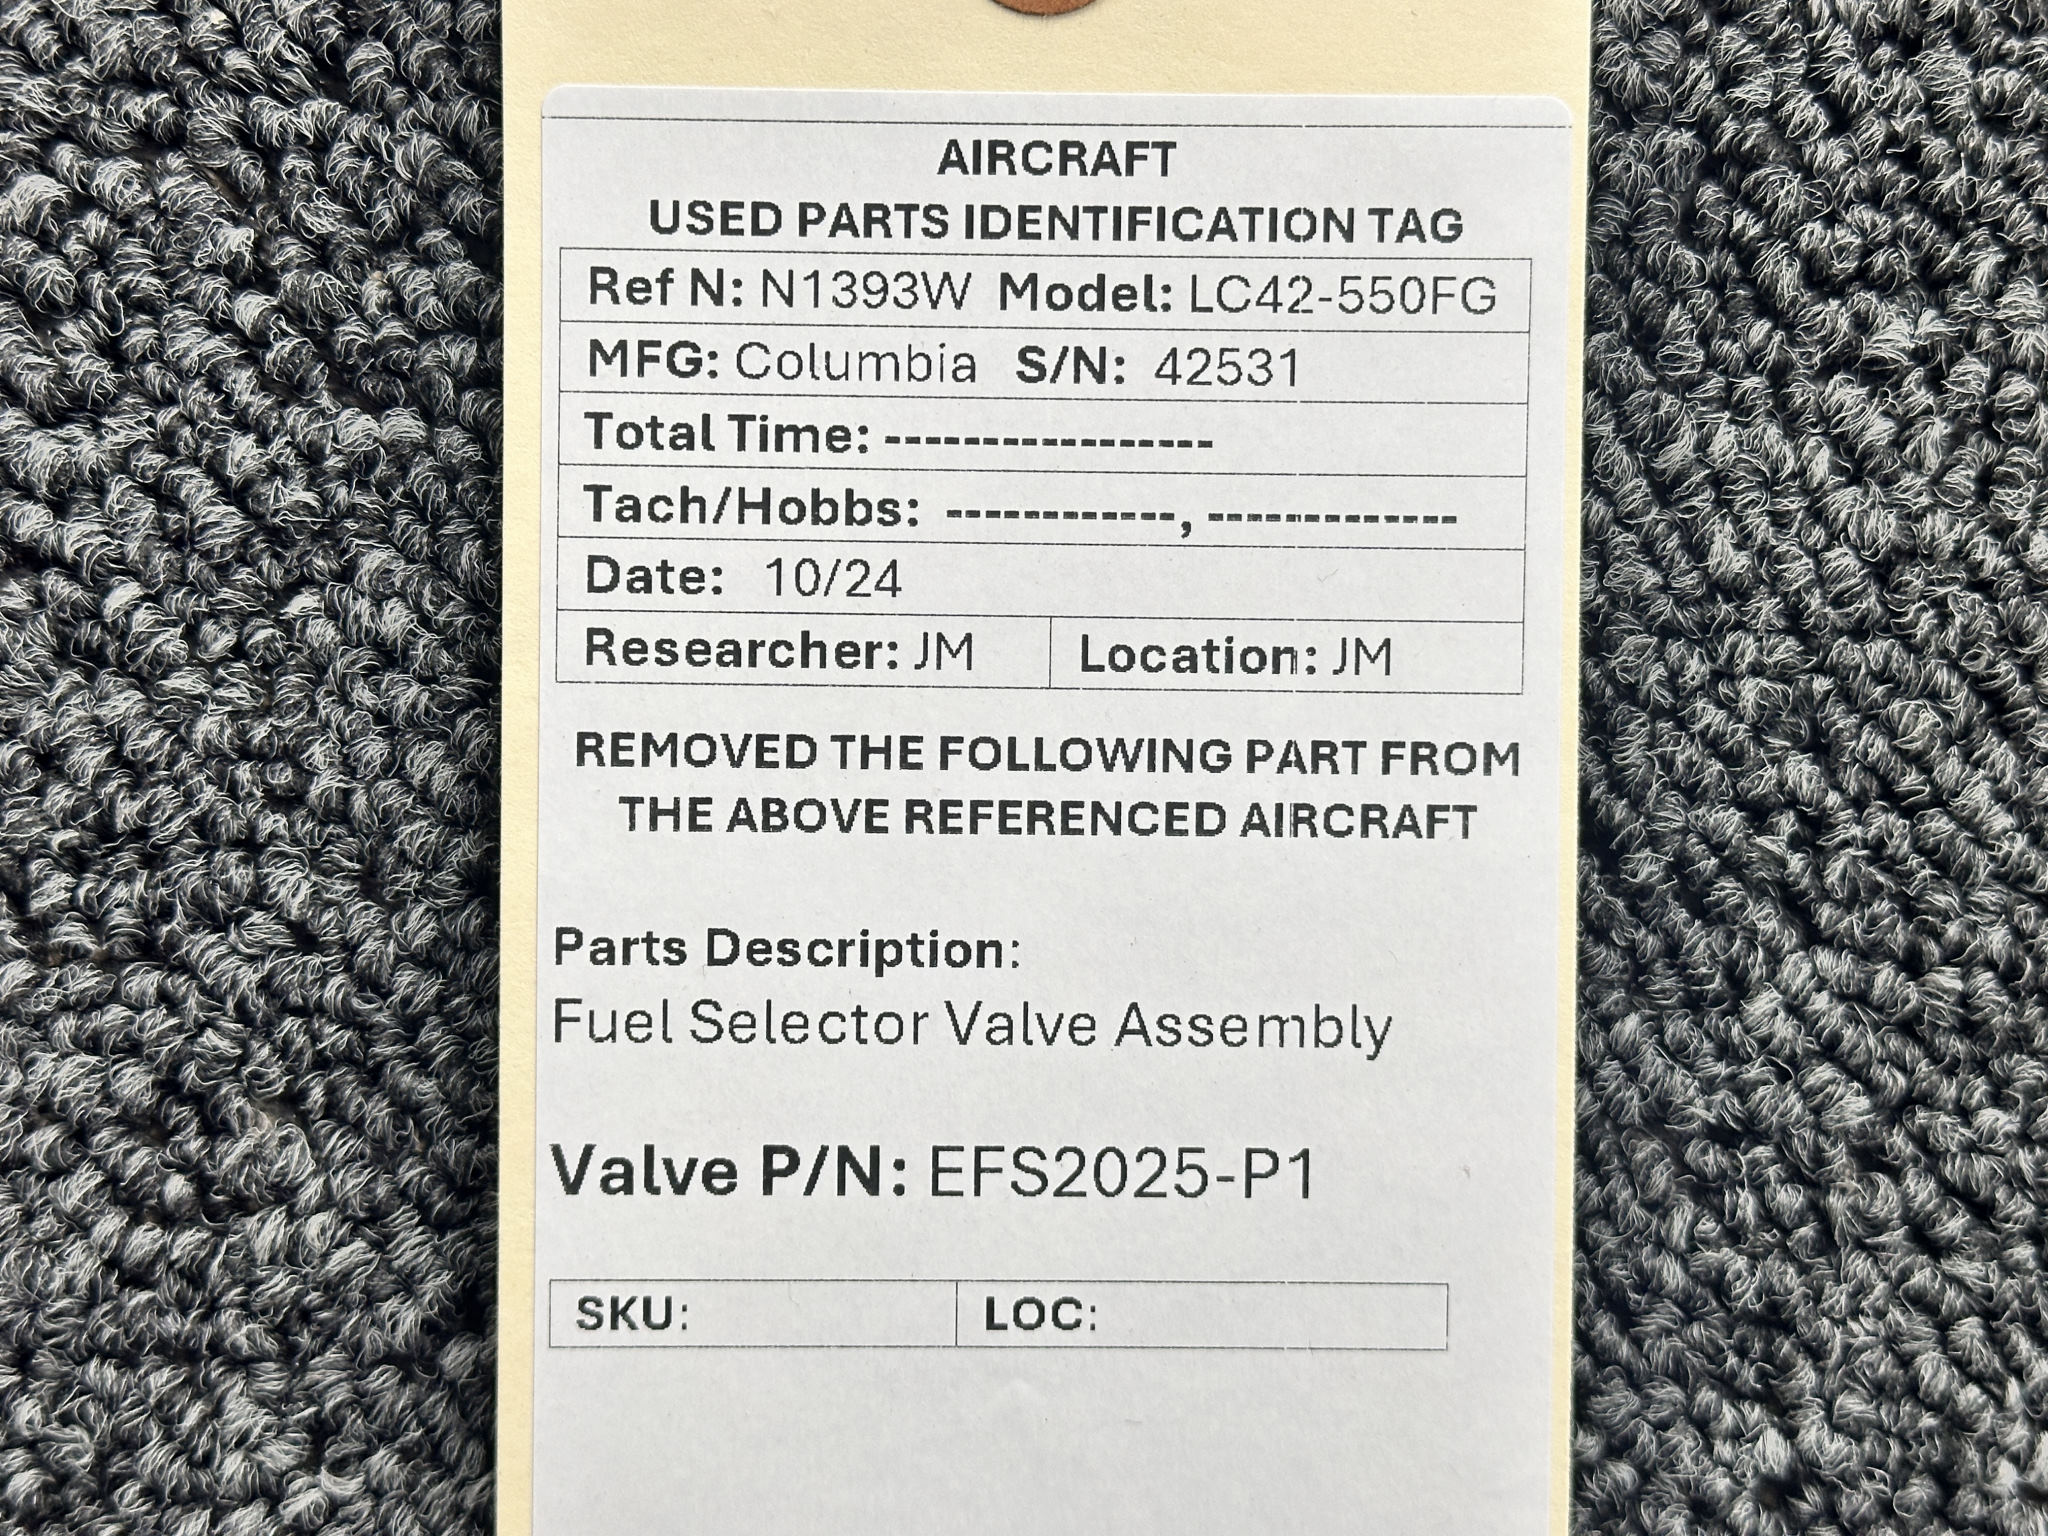 AIRCRAFT
USED PARTS IDENTIFICATION TAG
Ref N: N1393W Model: LC42-550FG
MFG: Columbia S/N: 42531
Total Time: -----------------
Tach/Hobbs: ------------, -------------
Date: 10/24
Researcher: JM Location: JM
REMOVED THE FOLLOWING PART FROM
THE ABOVE REFERENCED AIRCRAFT
Parts Description:
Fuel Selector Valve Assembly
Valve P/N: EFS2025-P1
SKU: LOC: